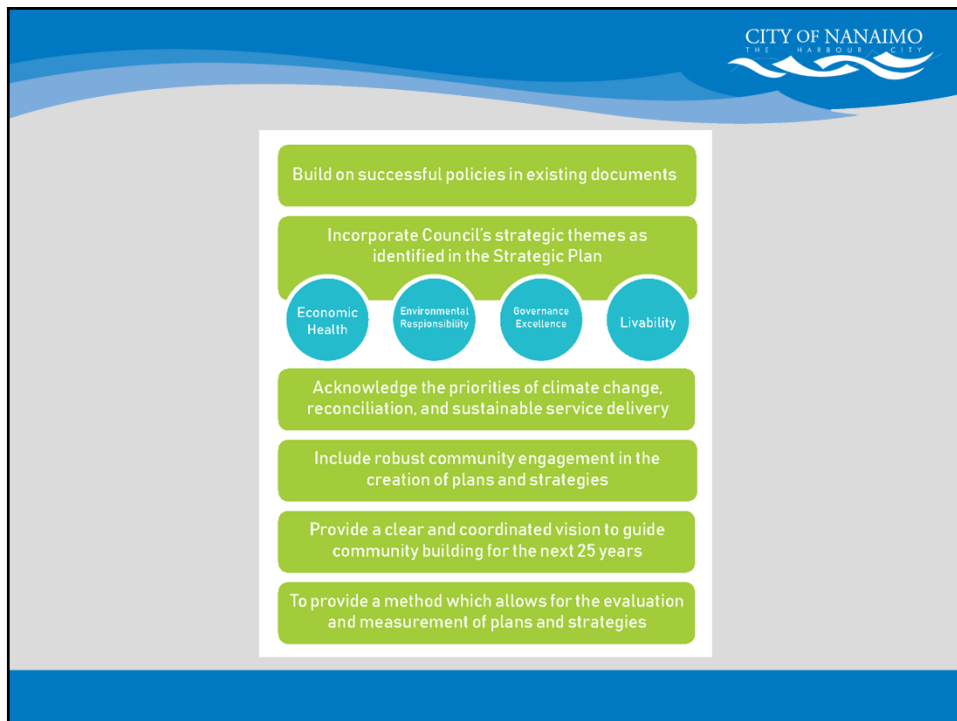 CITY OF NANAIMO
THE HARBOUR CITY
Build on successful policies in existing documents
Incorporate Council's strategic themes as
identified in the Strategic Plan
Economic
Health
Environmental
Responsibility
Governance
Excellence
Livability
Acknowledge the priorities of climate change,
reconciliation, and sustainable service delivery
Include robust community engagement in the
creation of plans and strategies
Provide a clear and coordinated vision to guide
community building for the next 25 years
To provide a method which allows for the evaluation
and measurement of plans and strategies